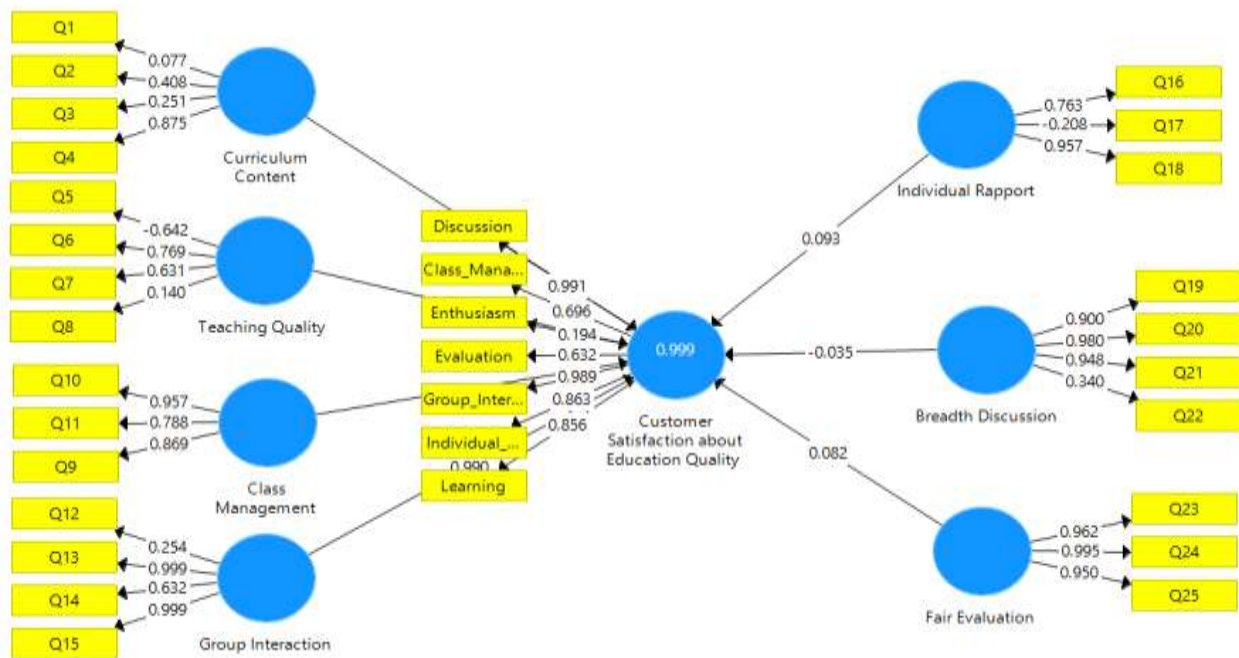 Q1
Q2
Q3
Q4
0.077
0.408
0.251
0.875
Curriculum
Content
Q5
Q6
Q7
Q8
-0.642
0.769
0.631
0.140
Teaching Quality
Q10
Q11
Q9
0.957
0.788
0.869
Class
Management
Q12
Q13
Q14
Q15
0.254
0.999
0.632
0.999
Group Interaction
Discussion
Class_Mana...
Enthusiasm
Evaluation
Group_Inter...
Individual_...
Learning
0.991
0.696
0.194
0.632
0.989
0.863
0.856
0.990
0.999
Customer
Satisfaction about
Education Quality
0.093
-0.035
0.082
Individual Rapport
0.763
-0.208
0.957
Q16
Q17
Q18
Breadth Discussion
0.900
0.980
0.948
0.340
Q19
Q20
Q21
Q22
Fair Evaluation
0.962
0.995
0.950
Q23
Q24
Q25